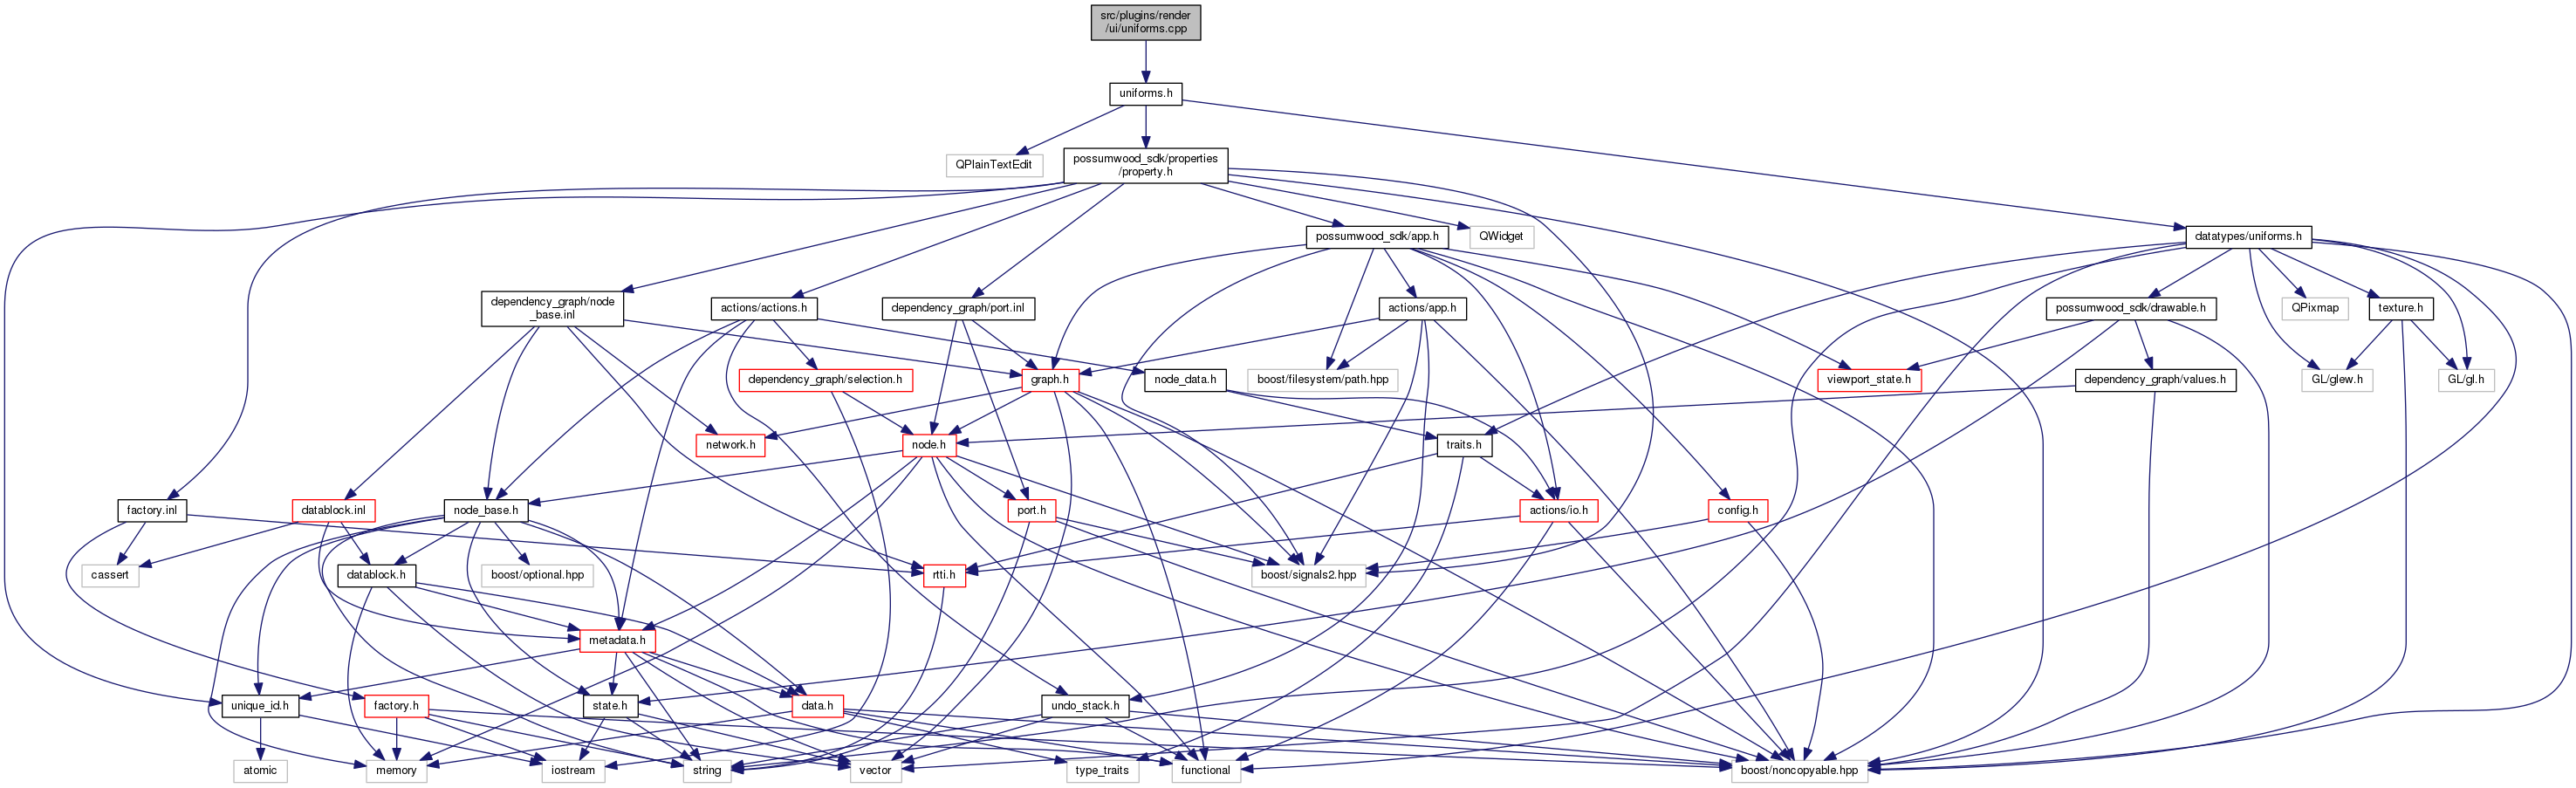 src/plugins/render
/ui/uniforms.cpp
uniforms.h
QPlainTextEdit
possumwood_sdk/properties
/property.h
possumwood_sdk/app.h
QWidget
datatypes/uniforms.h
dependency_graph/node
_base.inl
actions/actions.h
dependency_graph/port.inl
actions/app.h
possumwood_sdk/drawable.h
QPixmap
texture.h
dependency_graph/selection.h
graph.h
node_data.h
boost/filesystem/path.hpp
viewport_state.h
dependency_graph/values.h
GL/glew.h
GL/gl.h
network.h
node.h
traits.h
factory.inl
datablock.inl
node_base.h
port.h
actions/io.h
config.h
cassert
datablock.h
boost/optional.hpp
rtti.h
boost/signals2.hpp
metadata.h
unique_id.h
factory.h
state.h
data.h
undo_stack.h
atomic
memory
iostream
string
vector
type_traits
functional
boost/noncopyable.hpp